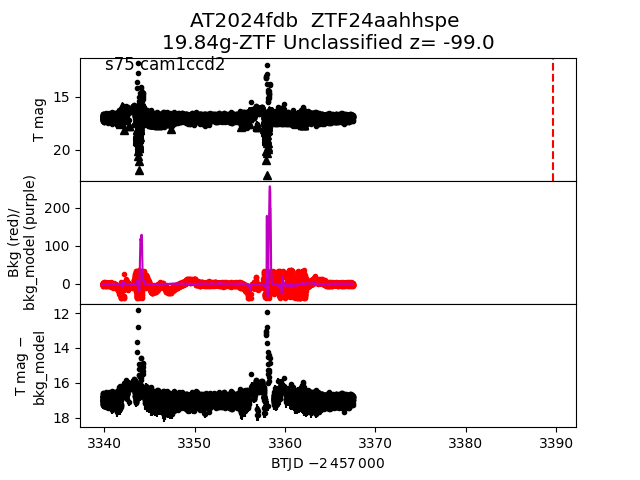 AT2024fdb  ZTF24aahhspe
19.84g-ZTF Unclassified z= -99.0
s75-cam1ccd2
T mag
15
20
Bkg (red)/
bkg_model (purple)
200
100
0
T mag −
bkg_model
12
14
16
18
3340 3350 3360 3370 3380 3390
BTJD −2 457 000